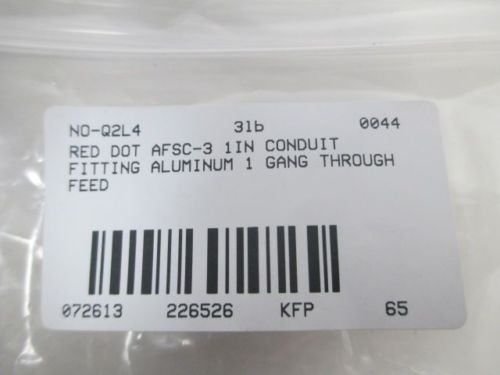 NO-Q2L4 3lb 0044
RED DOT AFSC-3 1IN CONDUIT
FITTING ALUMINUM 1 GANG THROUGH
FEED
072613 226526 KFP 65